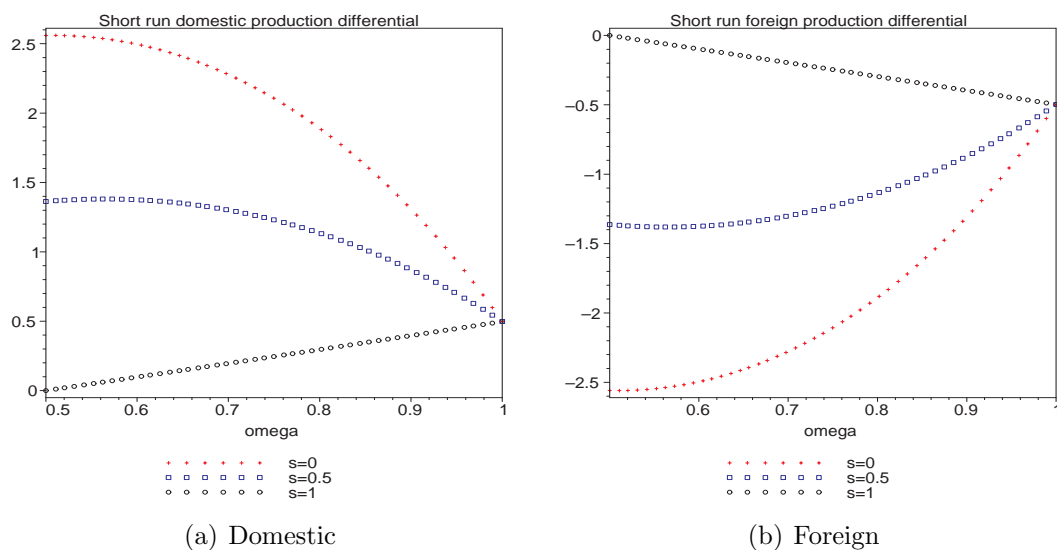 Short run domestic production differential
2.5
2
1.5
1
0.5
0
0.5 0.6 0.7 0.8 0.9 1
omega
s=0
s=0.5
s=1
(a) Domestic
Short run foreign production differential
0
−0.5
−1
−1.5
−2
−2.5
0.6 0.7 0.8 0.9 1
omega
s=0
s=0.5
s=1
(b) Foreign